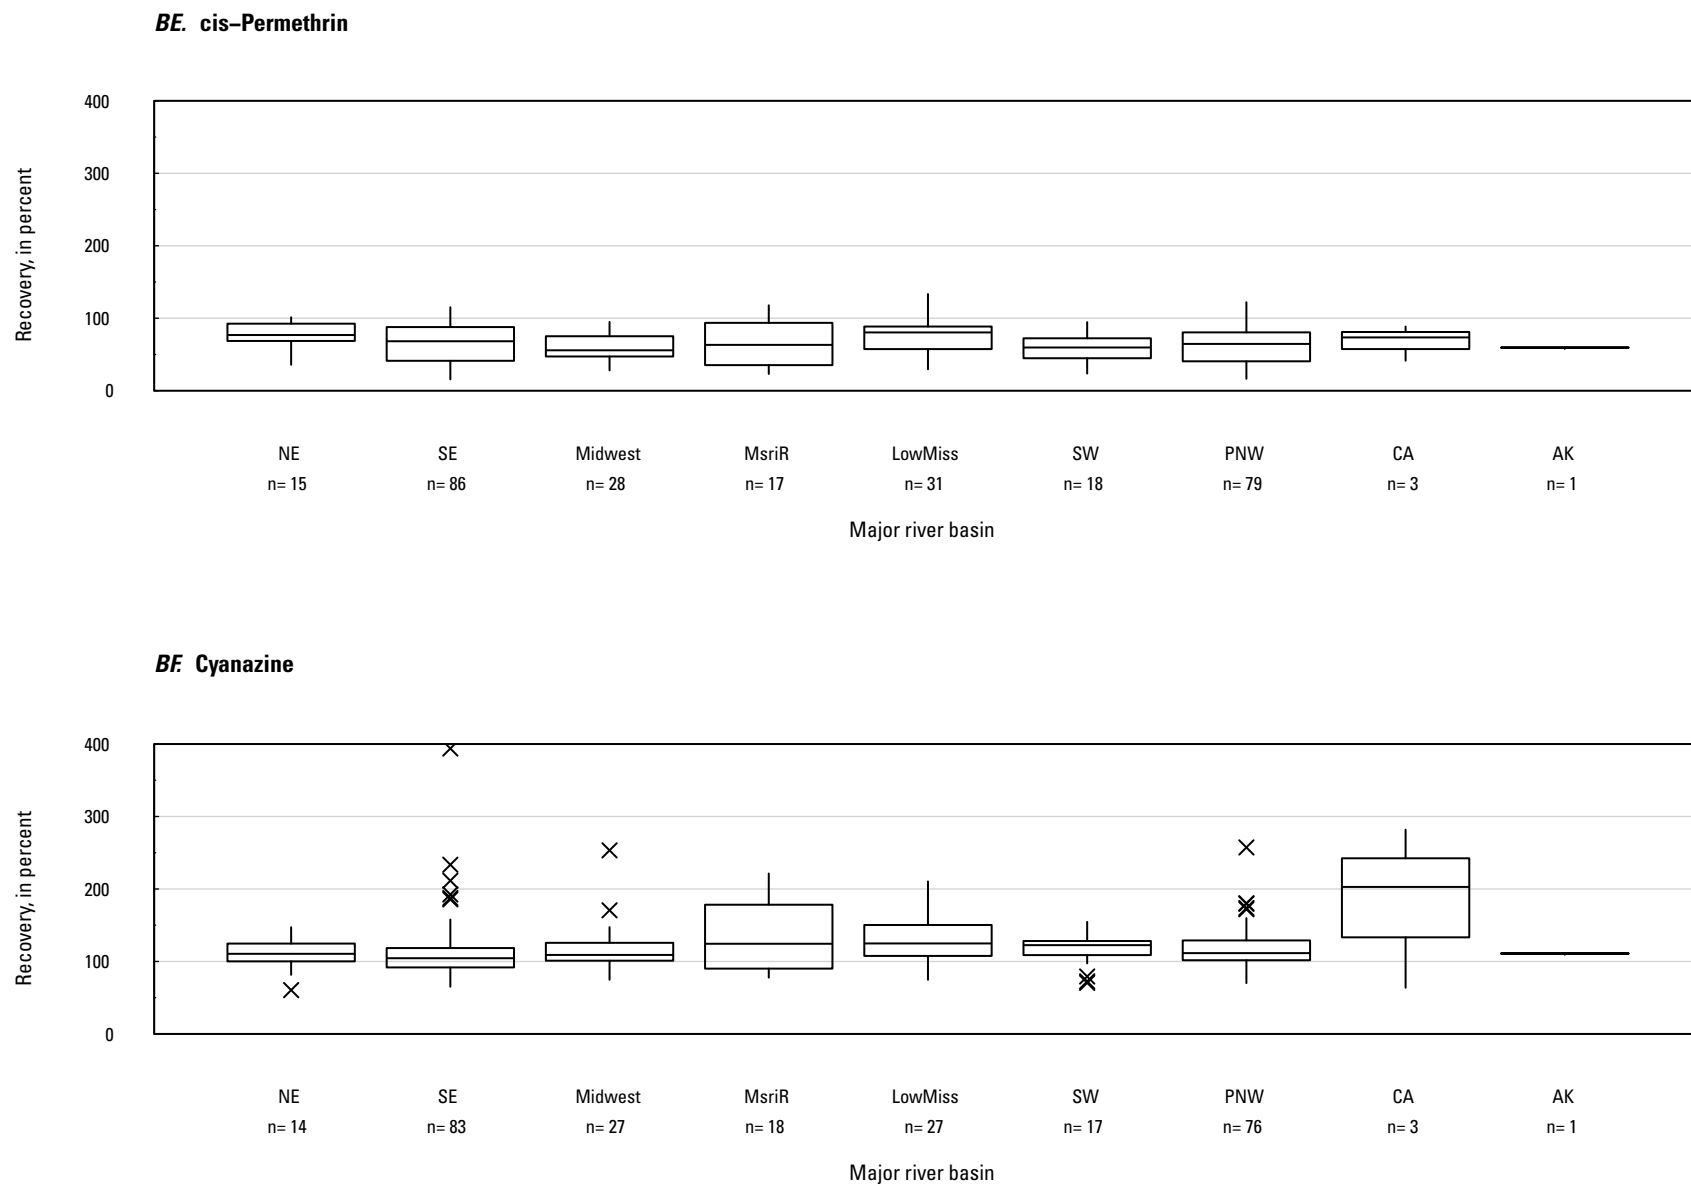 BE. cis–Permethrin
400
300
200
100
0
Recovery, in percent
NE SE Midwest MsriR LowMiss SW PNW CA AK
n= 15 n= 86 n= 28 n= 17 n= 31 n= 18 n= 79 n= 3 n= 1
Major river basin
BF. Cyanazine
400
300
200
100
0
Recovery, in percent
NE SE Midwest MsriR LowMiss SW PNW CA AK
n= 14 n= 83 n= 27 n= 18 n= 27 n= 17 n= 76 n= 3 n= 1
Major river basin